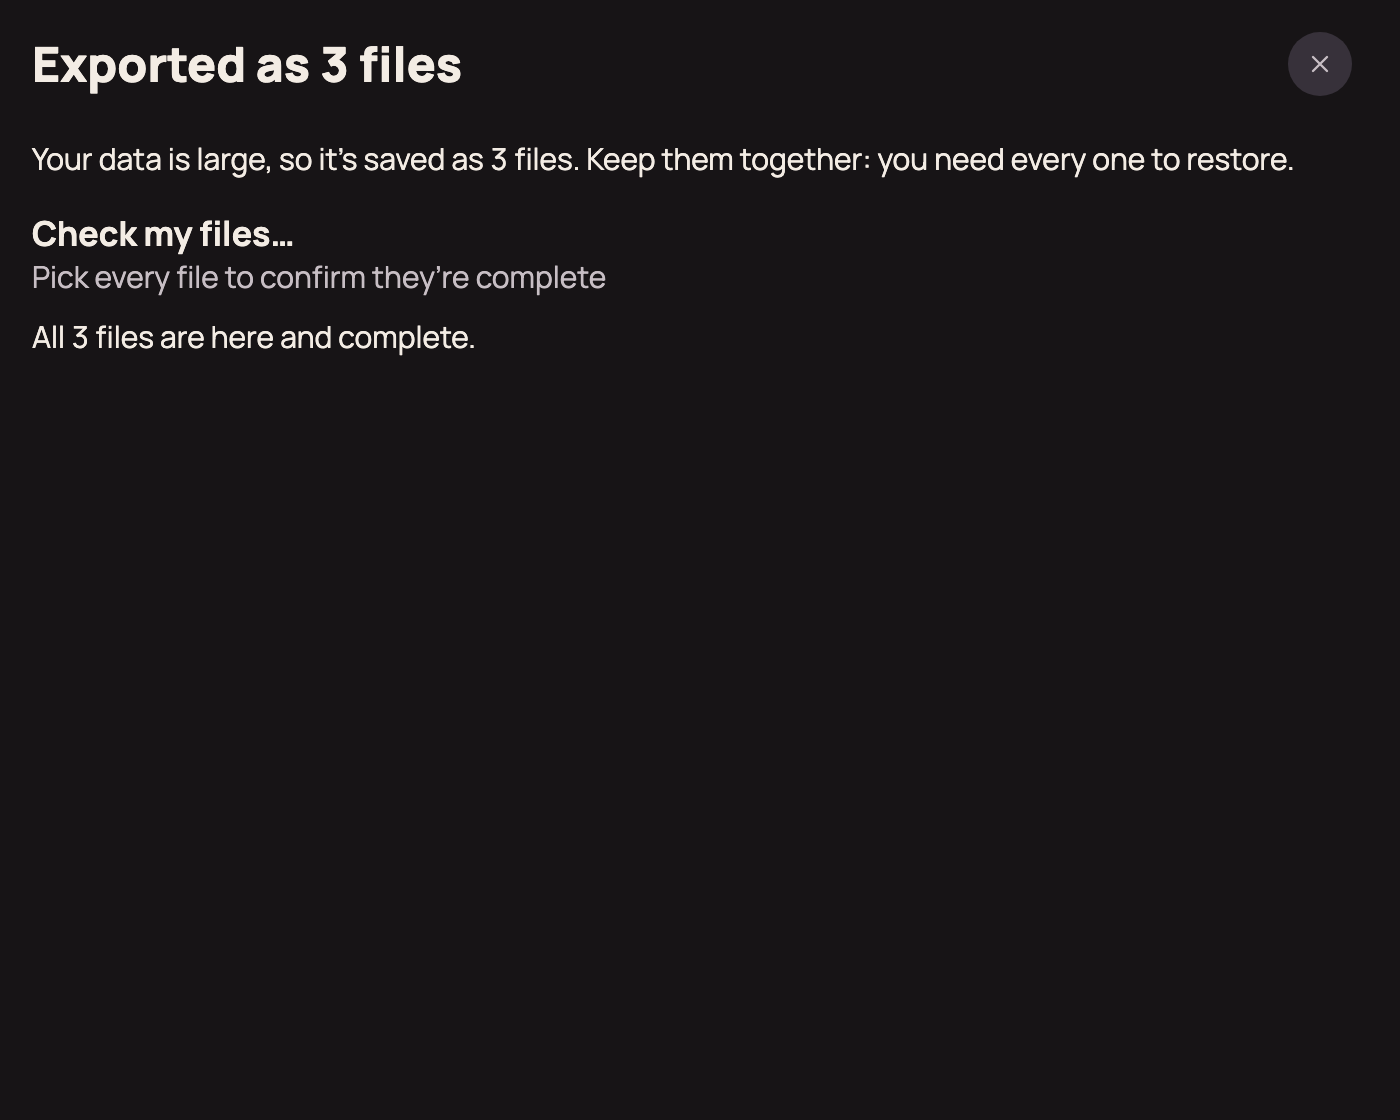 Exported as 3 files
Your data is large, so it’s saved as 3 files. Keep them together: you need every one to restore.
Check my files…
Pick every file to confirm they’re complete
All 3 files are here and complete.